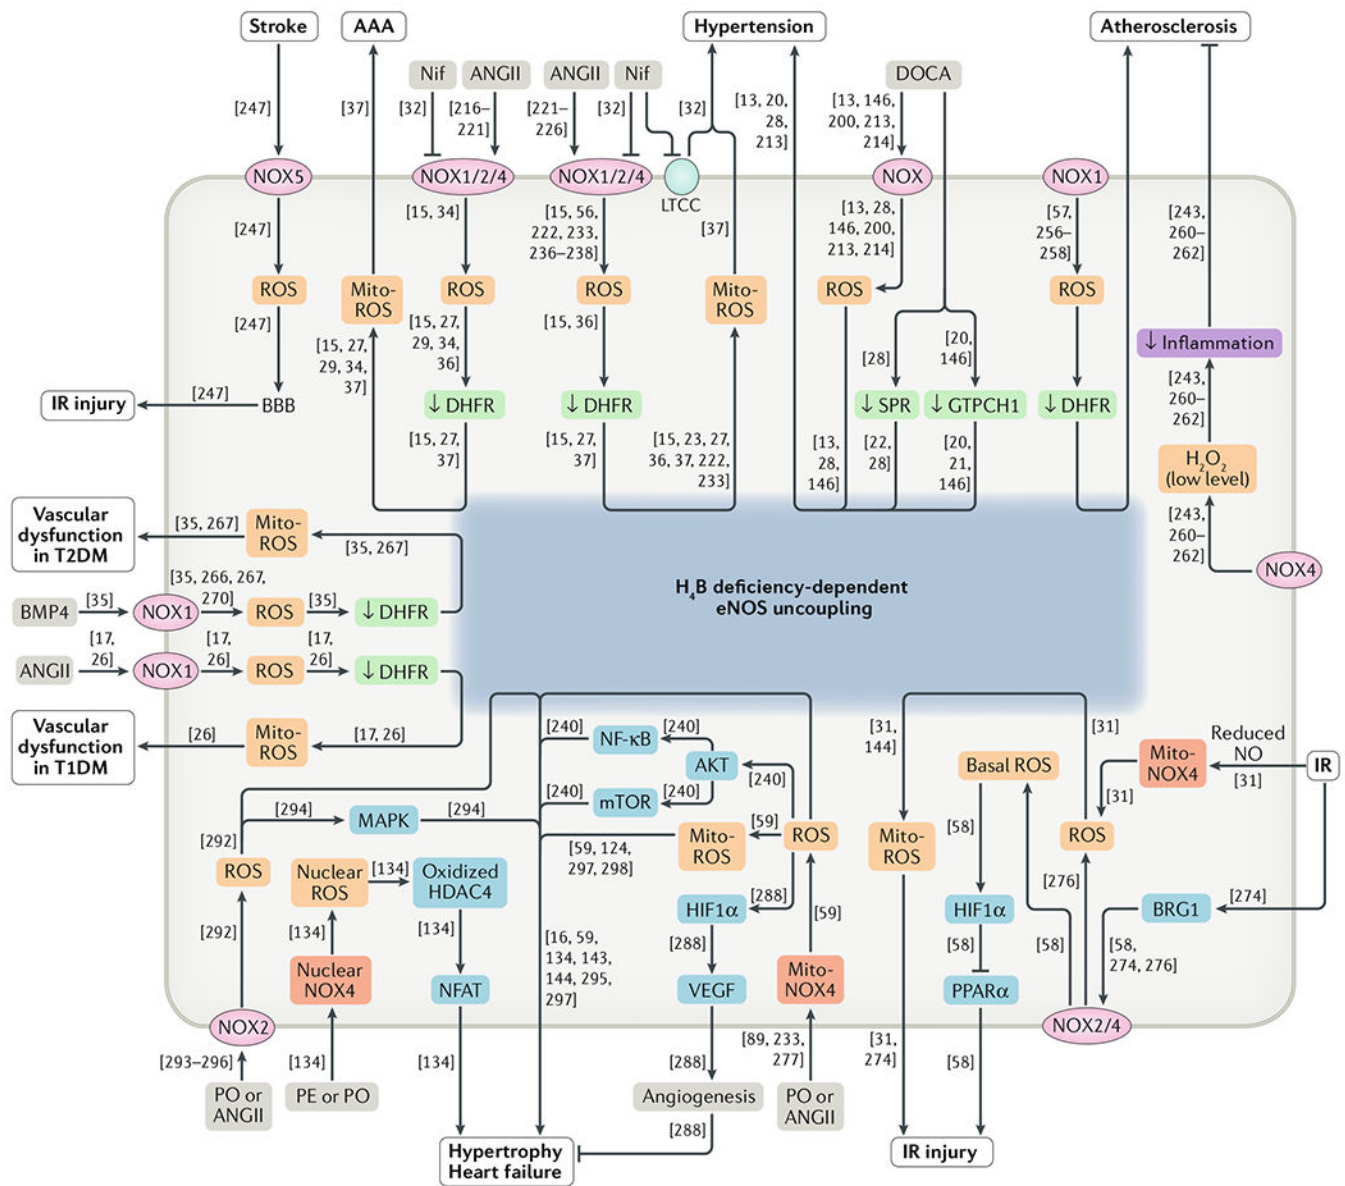 Stroke
AAA
Hypertension
Atherosclerosis
Nif
ANGII
ANGII
Nif
DOCA
[247]
[37]
[32]
[216–
221]
[221–
226]
[32]
[32]
[13, 20,
28,
213]
[13, 146,
200, 213,
214]
NOX5
NOX1/2/4
NOX1/2/4
LTCC
NOX
NOX1
[247]
[15, 34]
[15, 56,
222, 233,
236–238]
[37]
[13, 28,
146, 200,
213, 214]
[57,
256–
258]
[243,
260–
262]
ROS
Mito-
ROS
ROS
ROS
Mito-
ROS
ROS
ROS
[247]
[15, 27,
29, 34,
37]
[15, 27,
29, 34,
36]
[15, 36]
[28]
[20,
146]
↓ Inflammation
IR injury
[247]
BBB
↓ DHFR
↓ DHFR
↓ SPR
↓ GTPCH1
↓ DHFR
[243,
260–
262]
[15, 27,
37]
[15, 27,
37]
[15, 23, 27,
36, 37, 222,
233]
[13,
28,
146]
[22,
28]
[20,
21,
146]
H₂O₂
(low level)
[243,
260–
262]
NOX4
Vascular
dysfunction
in T2DM
[35, 267]
Mito-
ROS
[35, 267]
H₄B deficiency-dependent
eNOS uncoupling
BMP4
[35]
NOX1
[35, 266, 267,
270]
ROS
[35]
↓ DHFR
ANGII
[17,
26]
NOX1
[17,
26]
ROS
[17,
26]
↓ DHFR
Vascular
dysfunction
in T1DM
[26]
Mito-
ROS
[17, 26]
[240]
NF-κB
[240]
AKT
[240]
mTOR
[240]
[240]
[31,
144]
Basal ROS
[31]
Mito-
NOX4
Reduced
NO
[31]
IR
[31]
[292]
[294]
MAPK
[294]
Mito-
ROS
[59]
ROS
Mito-
ROS
[58]
ROS
ROS
Nuclear
ROS
[134]
Oxidized
HDAC4
[59, 124,
297, 298]
HIF1α
[288]
[59]
HIF1α
[276]
BRG1
[274]
[292]
[134]
[134]
[16, 59,
134, 143,
144, 295,
297]
[288]
[58]
[58]
[58,
274, 276]
Nuclear
NOX4
NFAT
VEGF
Mito-
NOX4
PPARα
NOX2
NOX2/4
[293–296]
[134]
[134]
[288]
[89, 233,
277]
[31,
274]
[58]
PO or
ANGII
PE or PO
Angiogenesis
PO or
ANGII
[288]
Hypertrophy
Heart failure
IR injury